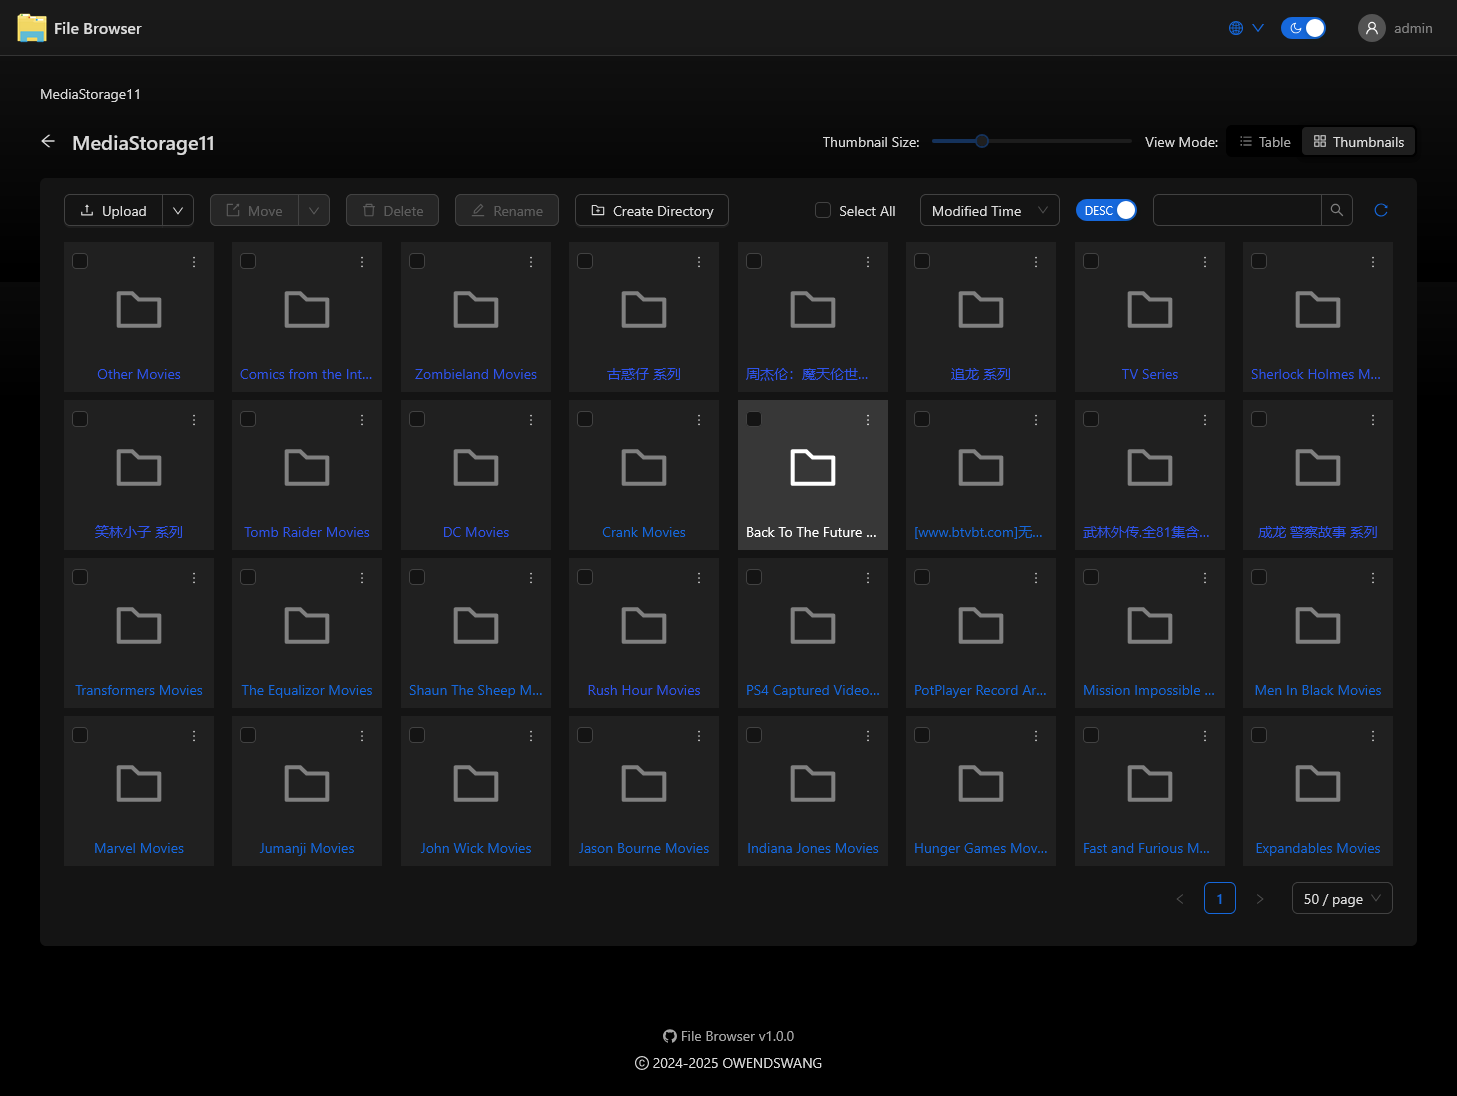 File Browser
admin
MediaStorage11
MediaStorage11
Thumbnail Size:
View Mode:
Table
Thumbnails
Upload
Move
Delete
Rename
Create Directory
Select All
Modified Time
DESC
Other Movies
Comics from the Int...
Zombieland Movies
古惑仔 系列
周杰伦：魔天伦世...
追龙 系列
TV Series
Sherlock Holmes M...
笑林小子 系列
Tomb Raider Movies
DC Movies
Crank Movies
Back To The Future ...
[www.btvbt.com]无...
武林外传.全81集含...
成龙 警察故事 系列
Transformers Movies
The Equalizor Movies
Shaun The Sheep M...
Rush Hour Movies
PS4 Captured Video...
PotPlayer Record Ar...
Mission Impossible ...
Men In Black Movies
Marvel Movies
Jumanji Movies
John Wick Movies
Jason Bourne Movies
Indiana Jones Movies
Hunger Games Mov...
Fast and Furious M...
Expandables Movies
1
50 / page
File Browser v1.0.0
© 2024-2025 OWENDSWANG